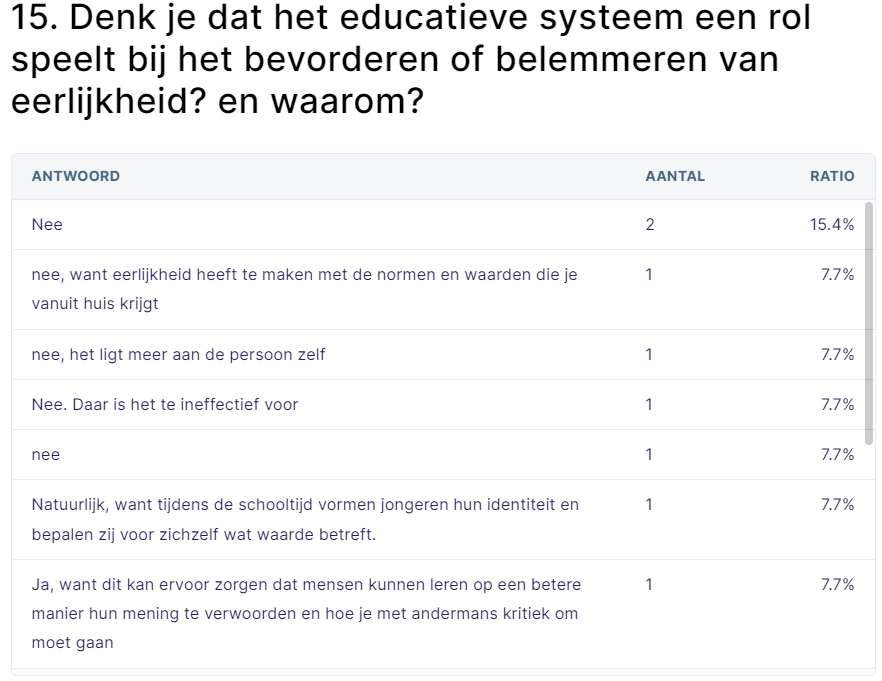 15. Denk je dat het educatieve systeem een rol
speelt bij het bevorderen of belemmeren van
eerlijkheid? en waarom?
ANTWOORD AANTAL RATIO
Nee 2 15.4%
nee, want eerlijkheid heeft te maken met de normen en waarden die je 1 7.7%
vanuit huis krijgt
nee, het ligt meer aan de persoon zelf 1 7.7%
Nee. Daar is het te ineffectief voor 1 7.7%
nee 1 7.7%
Natuurlijk, want tijdens de schooltijd vormen jongeren hun identiteit en 1 7.7%
bepalen zij voor zichzelf wat waarde betreft.
Ja, want dit kan ervoor zorgen dat mensen kunnen leren op een betere 1 7.7%
manier hun mening te verwoorden en hoe je met andermans kritiek om
moet gaan